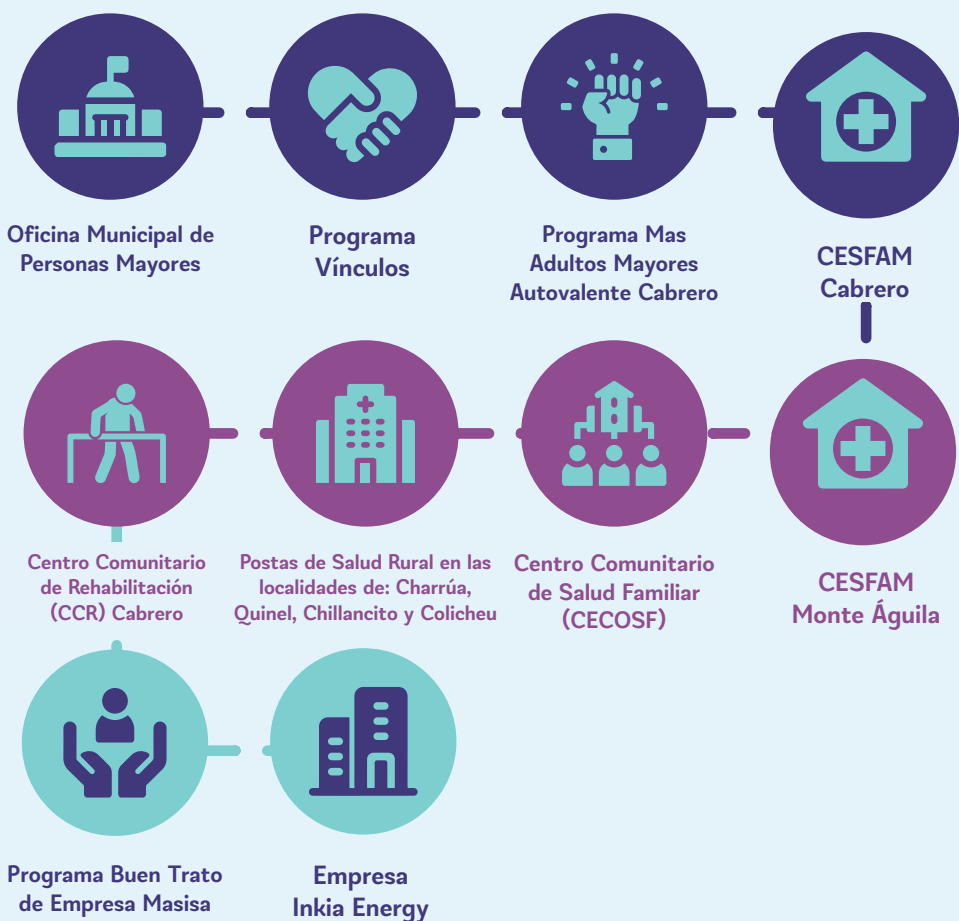 Oficina Municipal de
Personas Mayores
Programa
Vínculos
Programa Mas
Adultos Mayores
Autovalente Cabrero
CESFAM
Cabrero
Centro Comunitario
de Rehabilitación
(CCR) Cabrero
Postas de Salud Rural en las
localidades de: Charrúa,
Quinel, Chillancito y Colicheu
Centro Comunitario
de Salud Familiar
(CECOSF)
CESFAM
Monte Águila
Programa Buen Trato
de Empresa Masisa
Empresa
Inkia Energy